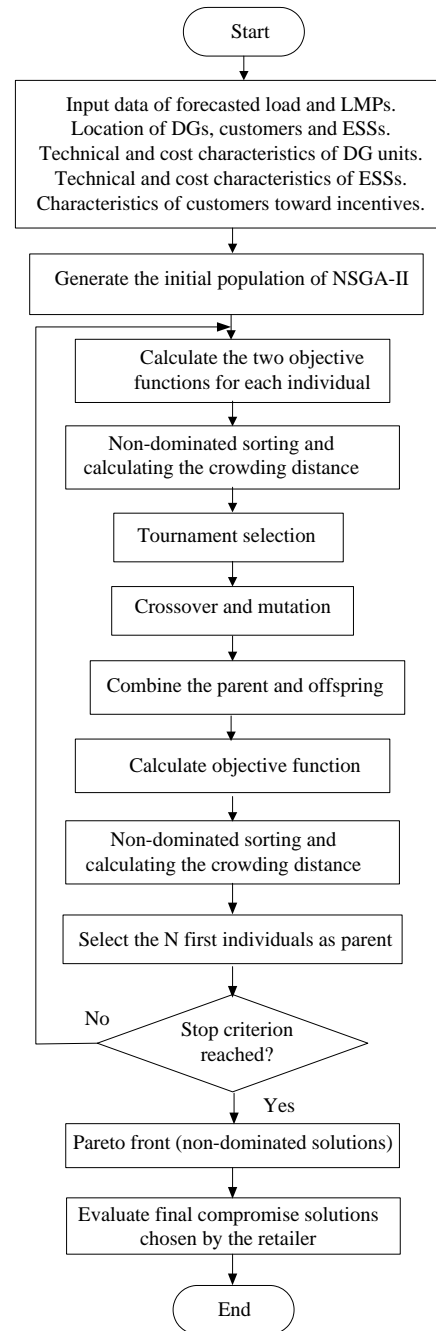 Start
Input data of forecasted load and LMPs.
Location of DGs, customers and ESSs.
Technical and cost characteristics of DG units.
Technical and cost characteristics of ESSs.
Characteristics of customers toward incentives.
Generate the initial population of NSGA-II
Calculate the two objective
functions for each individual
Non-dominated sorting and
calculating the crowding distance
Tournament selection
Crossover and mutation
Combine the parent and offspring
Calculate objective function
Non-dominated sorting and
calculating the crowding distance
Select the N first individuals as parent
No
Stop criterion
reached?
Yes
Pareto front (non-dominated solutions)
Evaluate final compromise solutions
chosen by the retailer
End